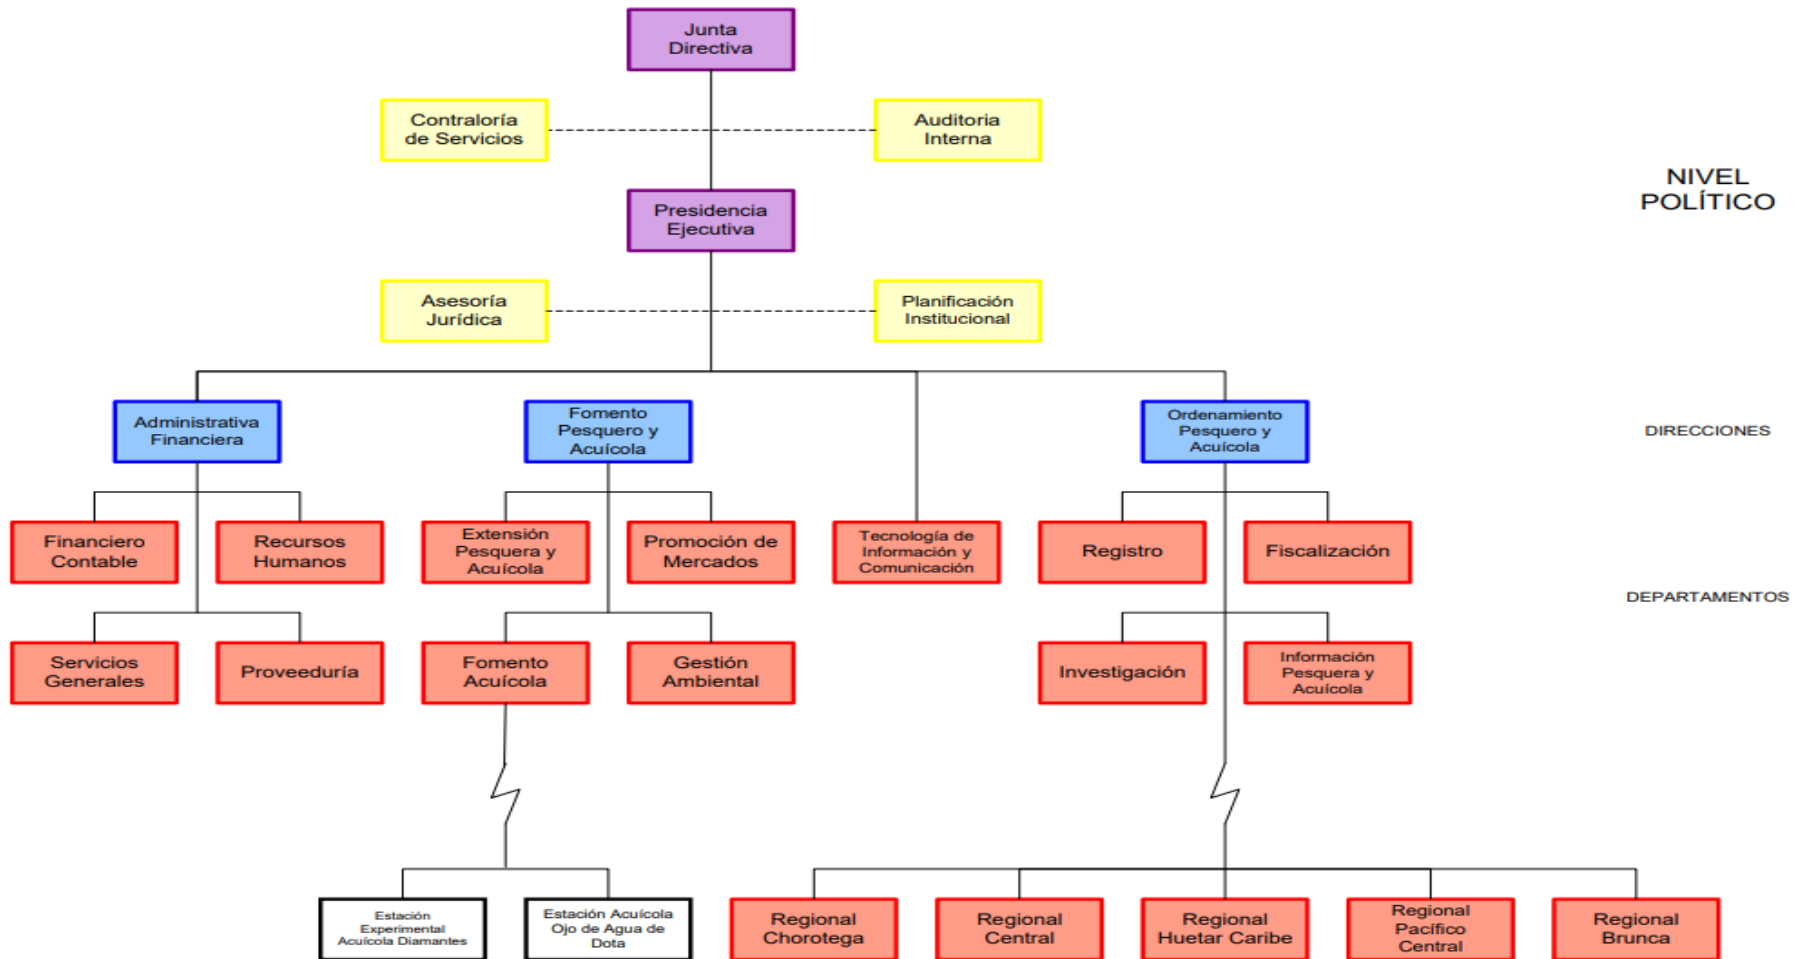 Junta
Directiva
Contraloría
de Servicios
Auditoria
Interna
NIVEL
POLÍTICO
Presidencia
Ejecutiva
Asesoría
Jurídica
Planificación
Institucional
Administrativa
Financiera
Fomento
Pesquero y
Acuícola
Ordenamiento
Pesquero y
Acuícola
DIRECCIONES
Financiero
Contable
Recursos
Humanos
Extensión
Pesquera y
Acuícola
Promoción de
Mercados
Tecnología de
Información y
Comunicación
Registro
Fiscalización
DEPARTAMENTOS
Servicios
Generales
Proveeduría
Fomento
Acuícola
Gestión
Ambiental
Investigación
Información
Pesquera y
Acuícola
Estación
Experimental
Acuícola Diamantes
Estación Acuícola
Ojo de Agua de
Dota
Regional
Chorotega
Regional
Central
Regional
Huetar Caribe
Regional
Pacífico
Central
Regional
Brunca